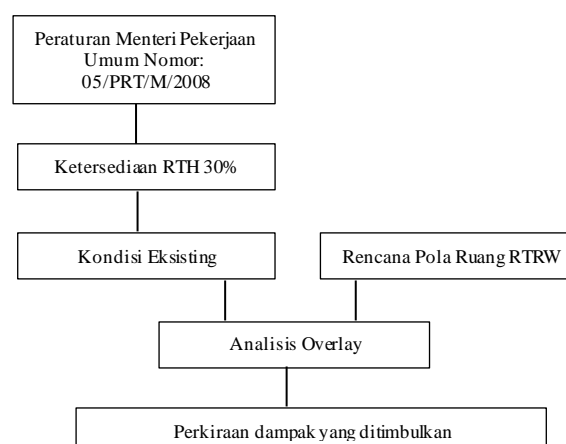 Peraturan Menteri Pekerjaan
Umum Nomor:
05/PRT/M/2008
Ketersediaan RTH 30%
Kondisi Eksisting
Rencana Pola Ruang RTRW
Analisis Overlay
Perkiraan dampak yang ditimbulkan